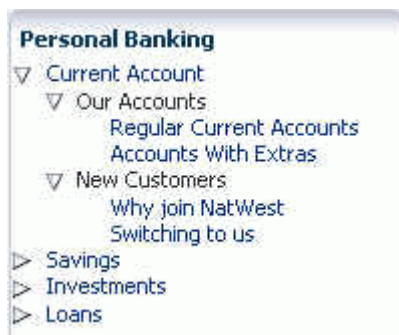 Personal Banking
Current Account
Our Accounts
Regular Current Accounts
Accounts With Extras
New Customers
Why join NatWest
Switching to us
Savings
Investments
Loans